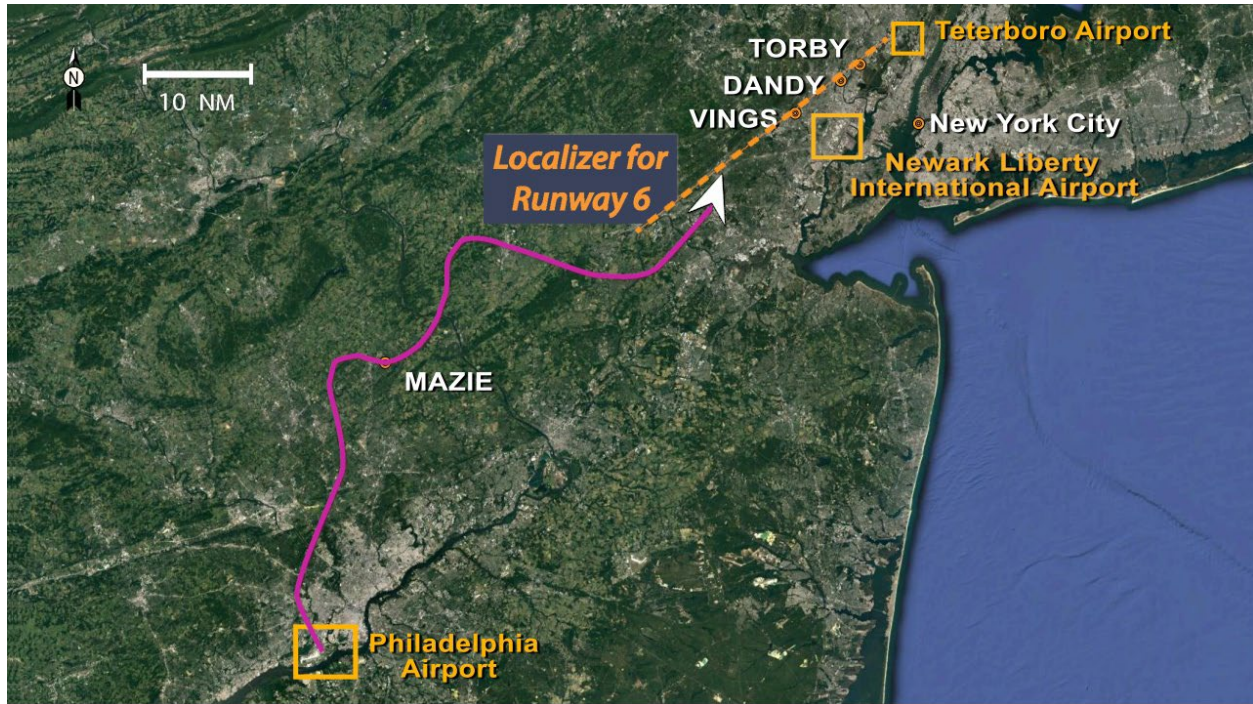 N
10 NM
TORBY
Teterboro Airport
DANDY
VINGS
New York City
Localizer for
Runway 6
Newark Liberty
International Airport
MAZIE
Philadelphia
Airport